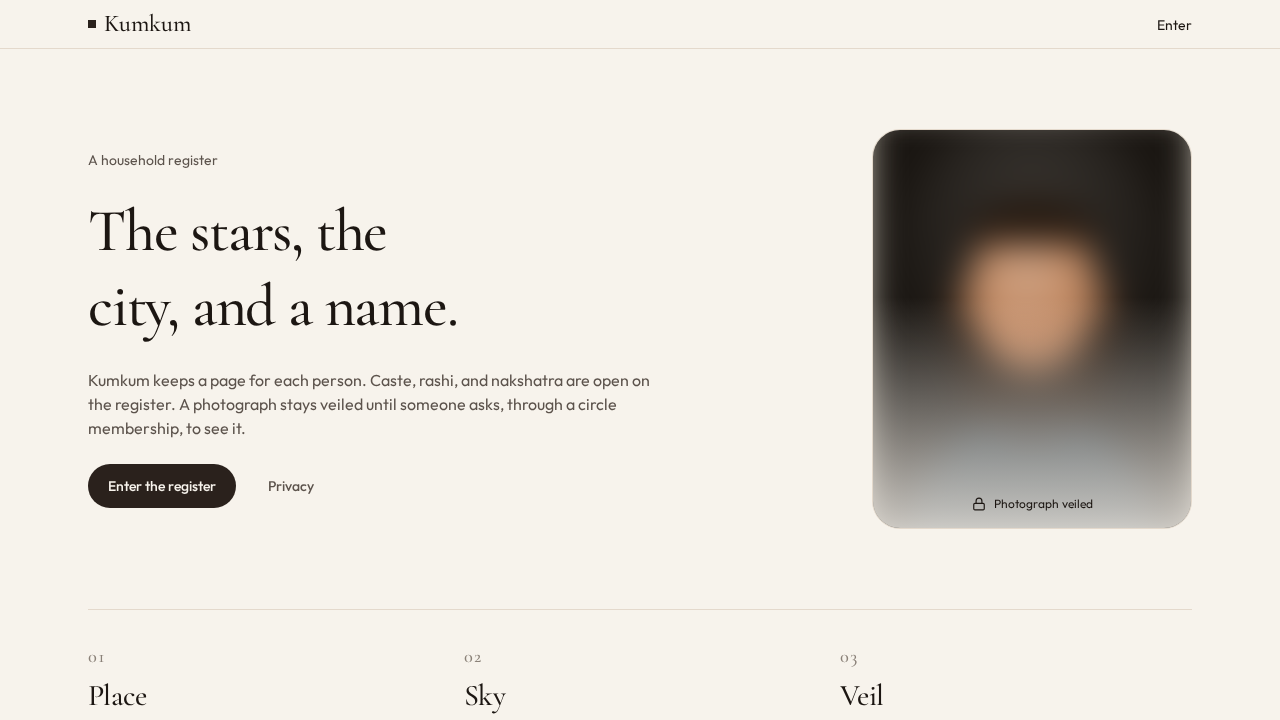 Kumkum
Enter
A household register
The stars, the
city, and a name.
Kumkum keeps a page for each person. Caste, rashi, and nakshatra are open on
the register. A photograph stays veiled until someone asks, through a circle
membership, to see it.
Enter the register
Privacy
Photograph veiled
01
02
03
Place
Sky
Veil